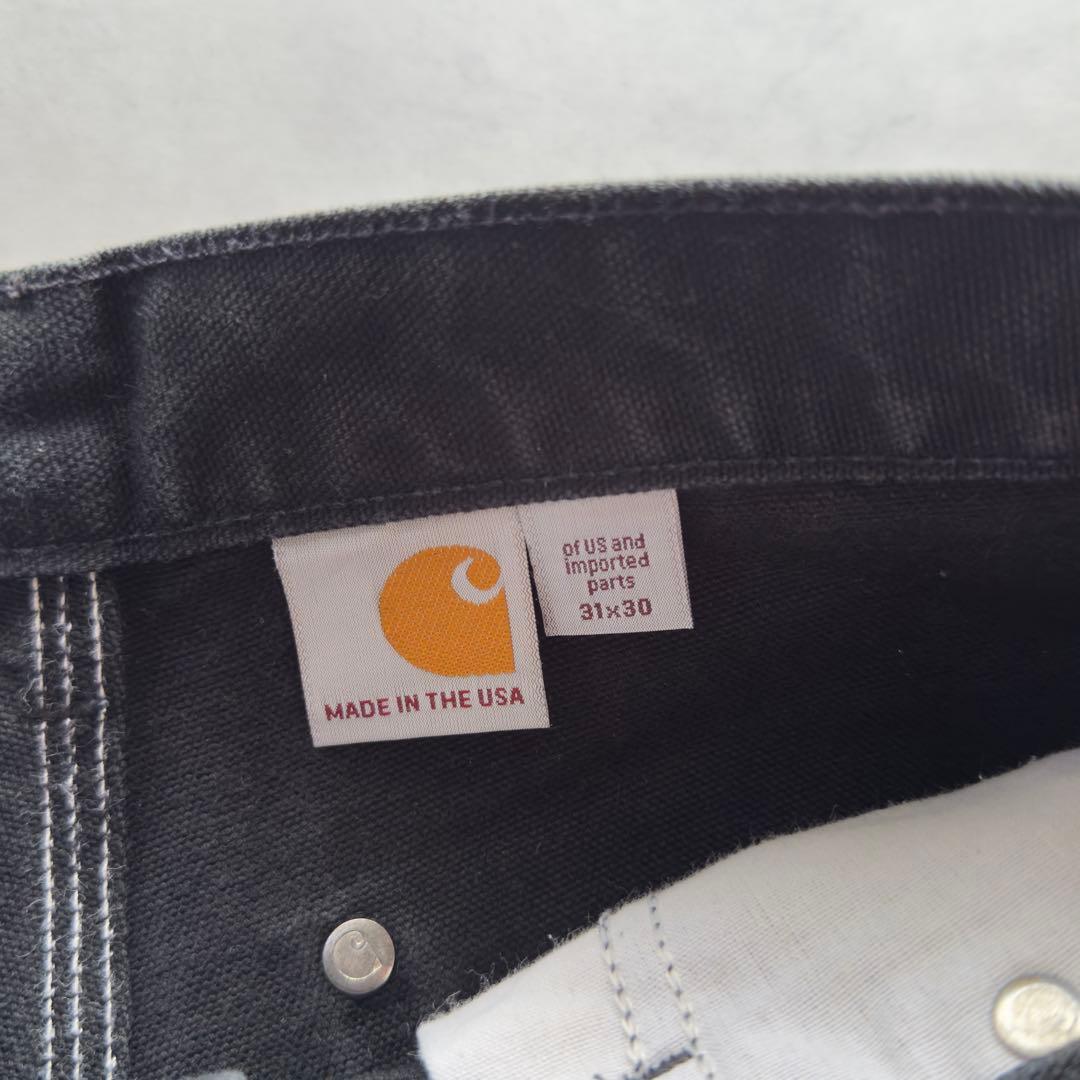 MADE IN THE USA
of US and
imported
parts
31x30